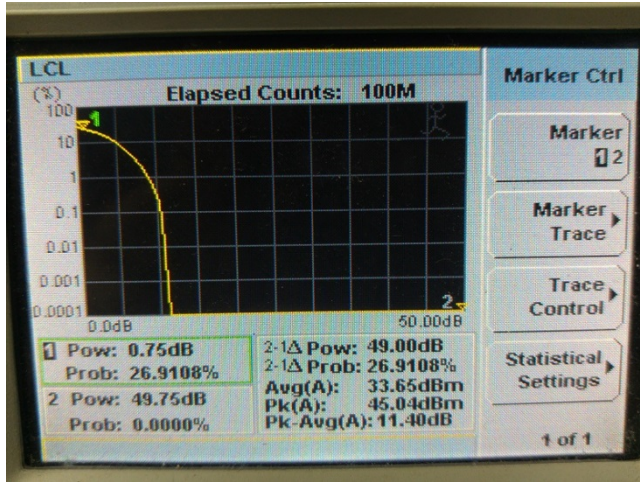 LCL
Marker Ctrl
(%)
Elapsed Counts: 100M
100
1
10
1
0.1
0.01
0.001
0.0001
2
0.0dB
50.00dB
Marker
1 2
Marker
Trace
Trace
Control
Statistical
Settings
1 of 1
1 Pow: 0.75dB
Prob: 26.9108%
2 Pow: 49.75dB
Prob: 0.0000%
2-1Δ Pow: 49.00dB
2-1Δ Prob: 26.9108%
Avg(A): 33.65dBm
Pk(A): 45.04dBm
Pk-Avg(A): 11.40dB